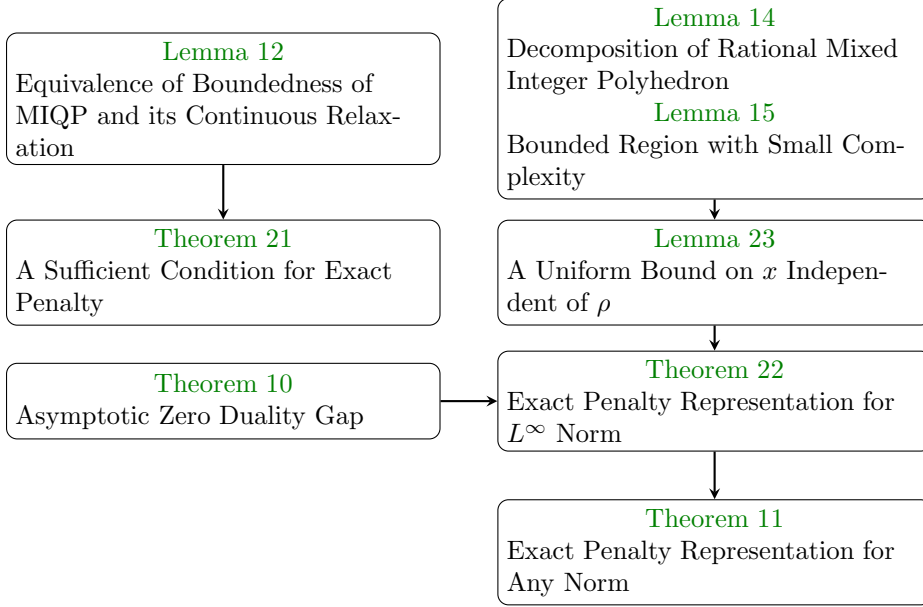 Lemma 12
Equivalence of Boundedness of
MIQP and its Continuous Relax-
ation
Theorem 21
A Sufficient Condition for Exact
Penalty
Theorem 10
Asymptotic Zero Duality Gap
Lemma 14
Decomposition of Rational Mixed
Integer Polyhedron
Lemma 15
Bounded Region with Small Com-
plexity
Lemma 23
A Uniform Bound on x Indepen-
dent of ρ
Theorem 22
Exact Penalty Representation for
L∞ Norm
Theorem 11
Exact Penalty Representation for
Any Norm